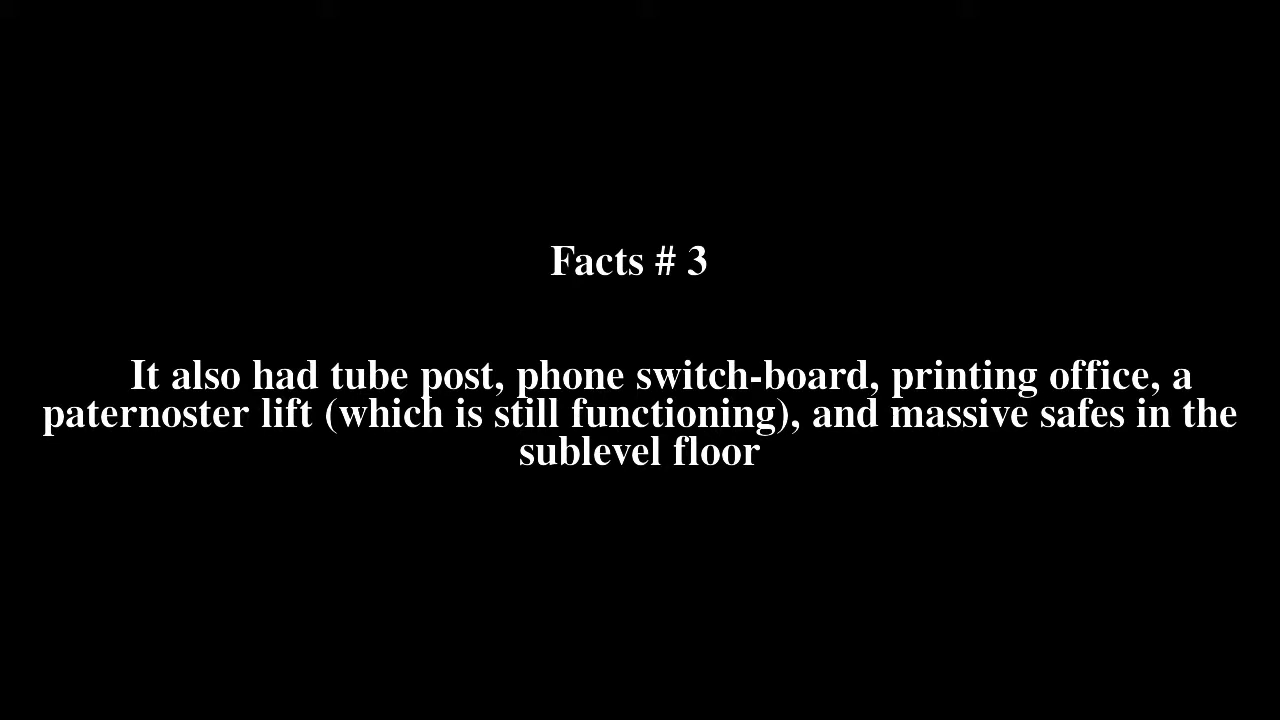 Facts # 3
It also had tube post, phone switch-board, printing office, a
paternoster lift (which is still functioning), and massive safes in the
sublevel floor